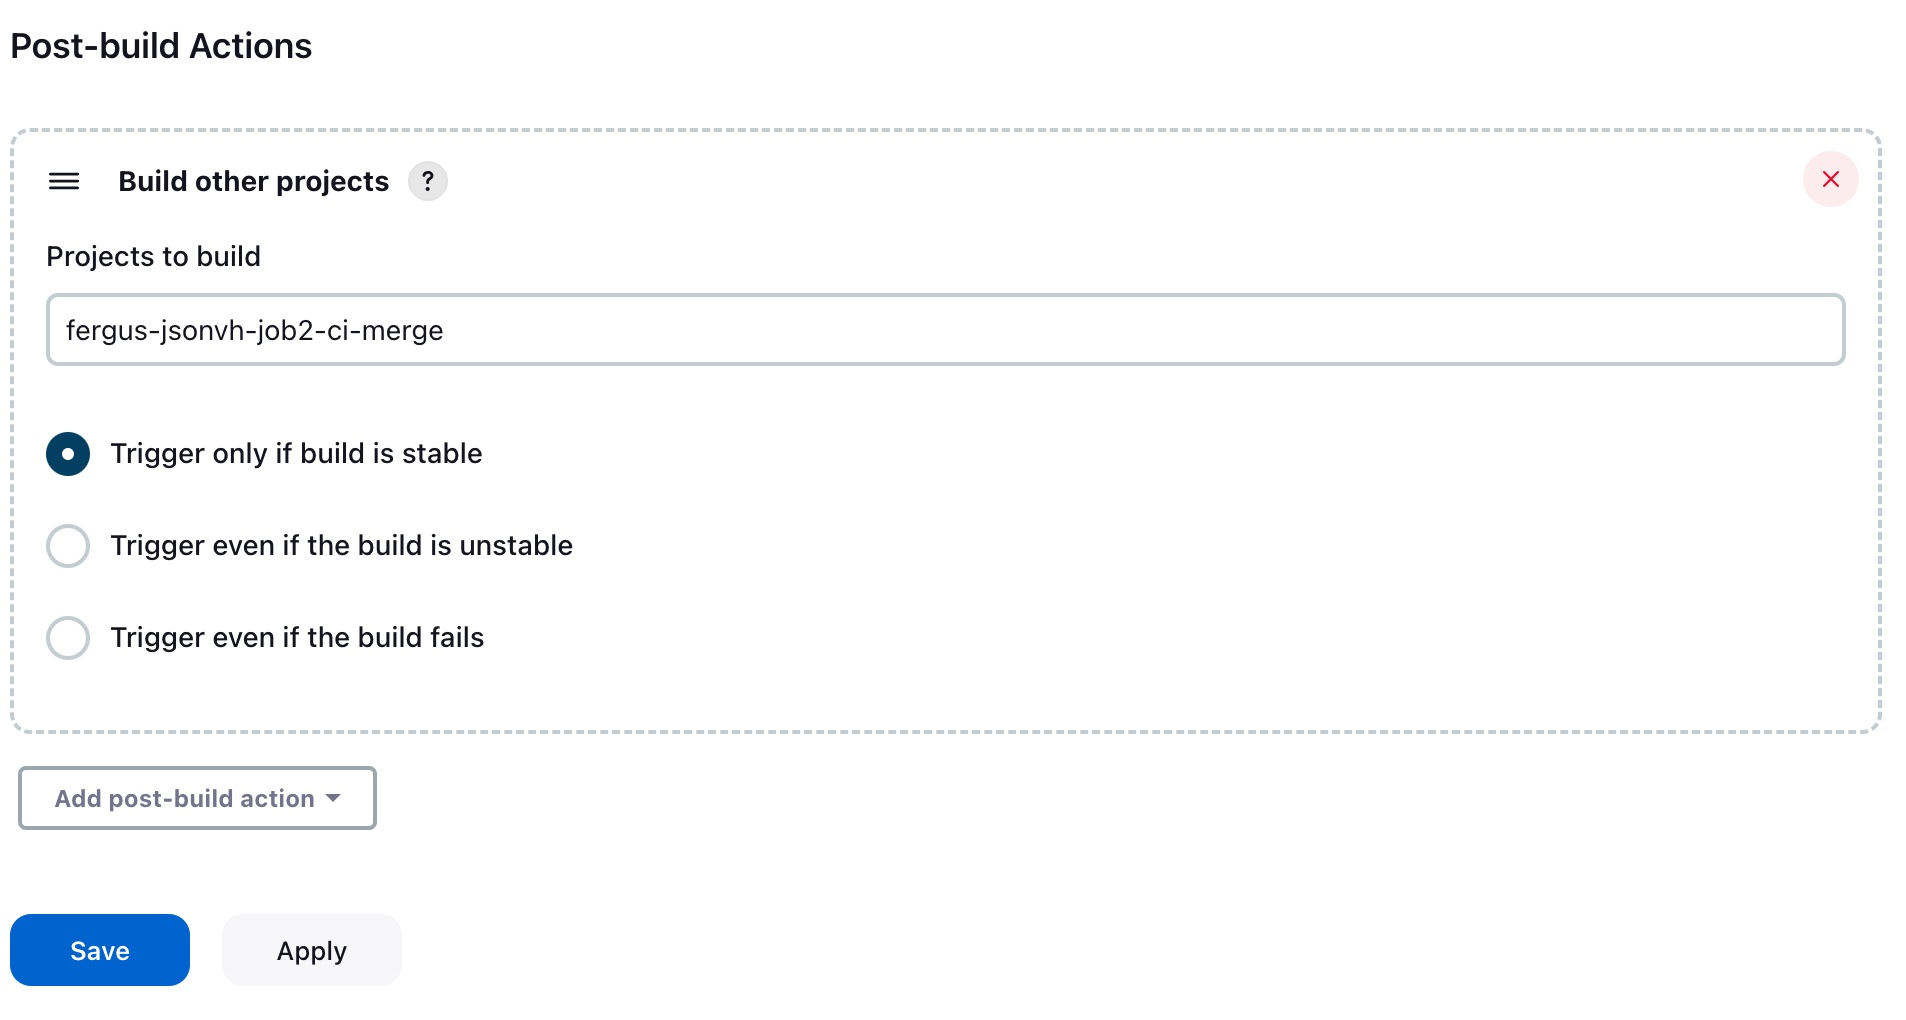 Post-build Actions
Build other projects ?
Projects to build
fergus-jsonvh-job2-ci-merge
Trigger only if build is stable
Trigger even if the build is unstable
Trigger even if the build fails
Add post-build action
Save Apply